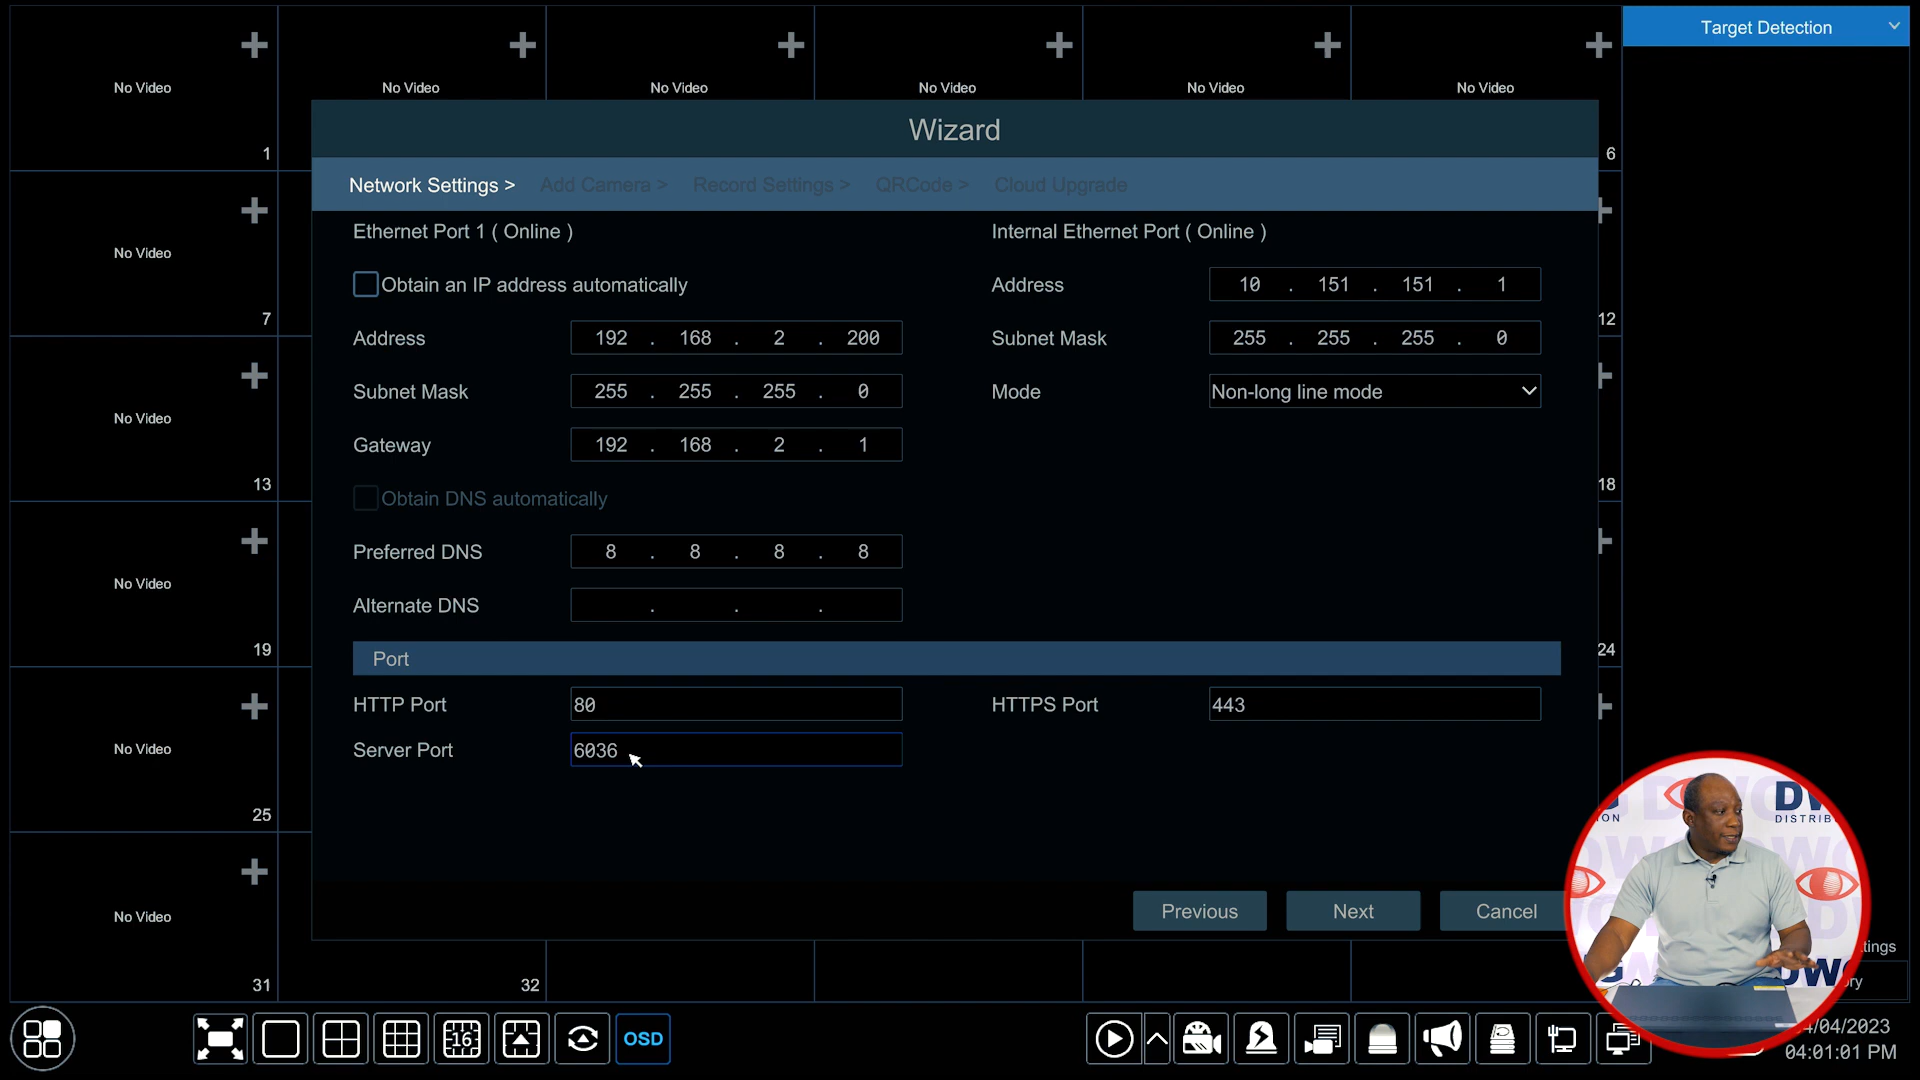 Target Detection
No Video
No Video
No Video
No Video
No Video
No Video
Wizard
1
6
Network Settings > Add Camera > Record Settings > QRCode > Cloud Upgrade
Ethernet Port 1 ( Online )
Internal Ethernet Port ( Online )
No Video
Obtain an IP address automatically
Address 10 . 151 . 151 . 1
7
12
Address 192 . 168 . 2 . 200
Subnet Mask 255 . 255 . 255 . 0
Subnet Mask 255 . 255 . 255 . 0
Mode Non-long line mode
No Video
Gateway 192 . 168 . 2 . 1
13
18
Obtain DNS automatically
Preferred DNS 8 . 8 . 8 . 8
No Video
Alternate DNS . . .
19
24
Port
HTTP Port 80
HTTPS Port 443
No Video
Server Port 6036
25
DISTRIB
Previous
Next
Cancel
No Video
31
32
tings
ory
16
OSD
4/04/2023
04:01:01 PM